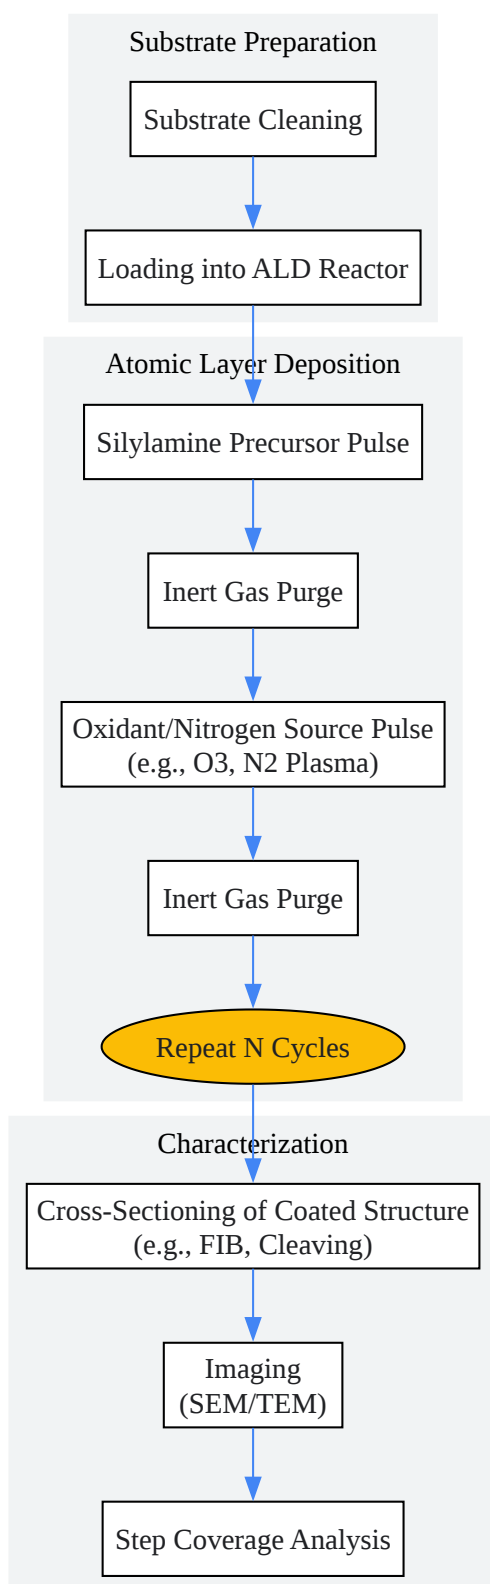 Substrate Preparation
Substrate Cleaning
Loading into ALD Reactor
Atomic Layer Deposition
Silylamine Precursor Pulse
Inert Gas Purge
Oxidant/Nitrogen Source Pulse
(e.g., O3, N2 Plasma)
Inert Gas Purge
Repeat N Cycles
Characterization
Cross-Sectioning of Coated Structure
(e.g., FIB, Cleaving)
Imaging
(SEM/TEM)
Step Coverage Analysis